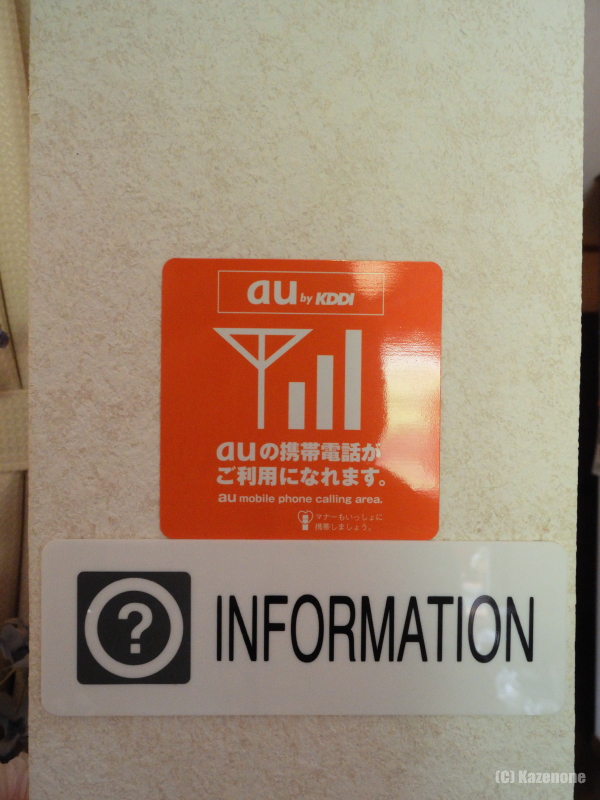 au by KDDI
auの携帯電話が
ご利用になれます。
au mobile phone calling area.
マナーもいっしょに
携帯しましょう。
?
INFORMATION
(C) Kazenone